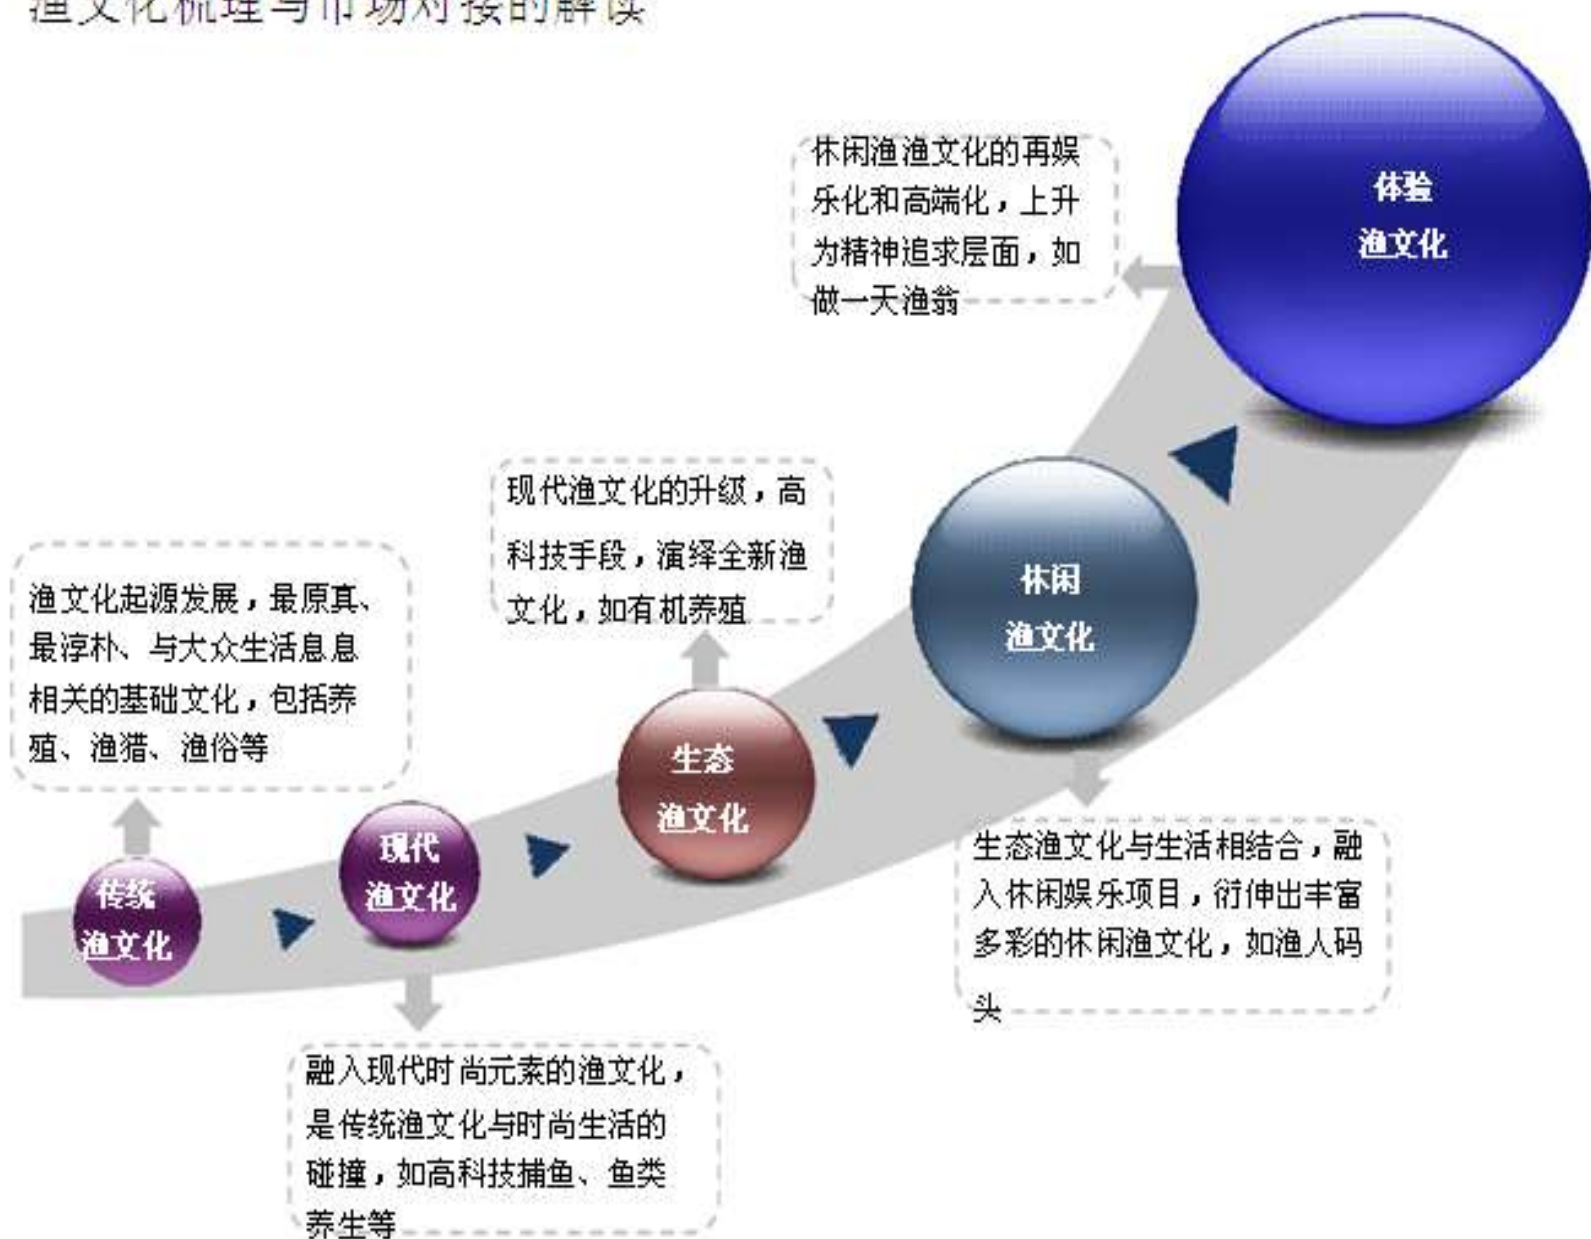 渔文化梳理与市场对接的解读
体验
渔文化
休闲渔渔文化的再娱
乐化和高端化，上升
为精神追求层面，如
做一天渔翁
休闲
渔文化
生态渔文化与生活相结合，融
入休闲娱乐项目，衍伸出丰富
多彩的休闲渔文化，如渔人码
头
现代渔文化的升级，高
科技手段，演绎全新渔
文化，如有机养殖
生态
渔文化
渔文化起源发展，最原真、
最淳朴、与大众生活息息
相关的基础文化，包括养
殖、渔猎、渔俗等
传统
渔文化
现代
渔文化
融入现代时尚元素的渔文化，
是传统渔文化与时尚生活的
碰撞，如高科技捕鱼、鱼类
养生等